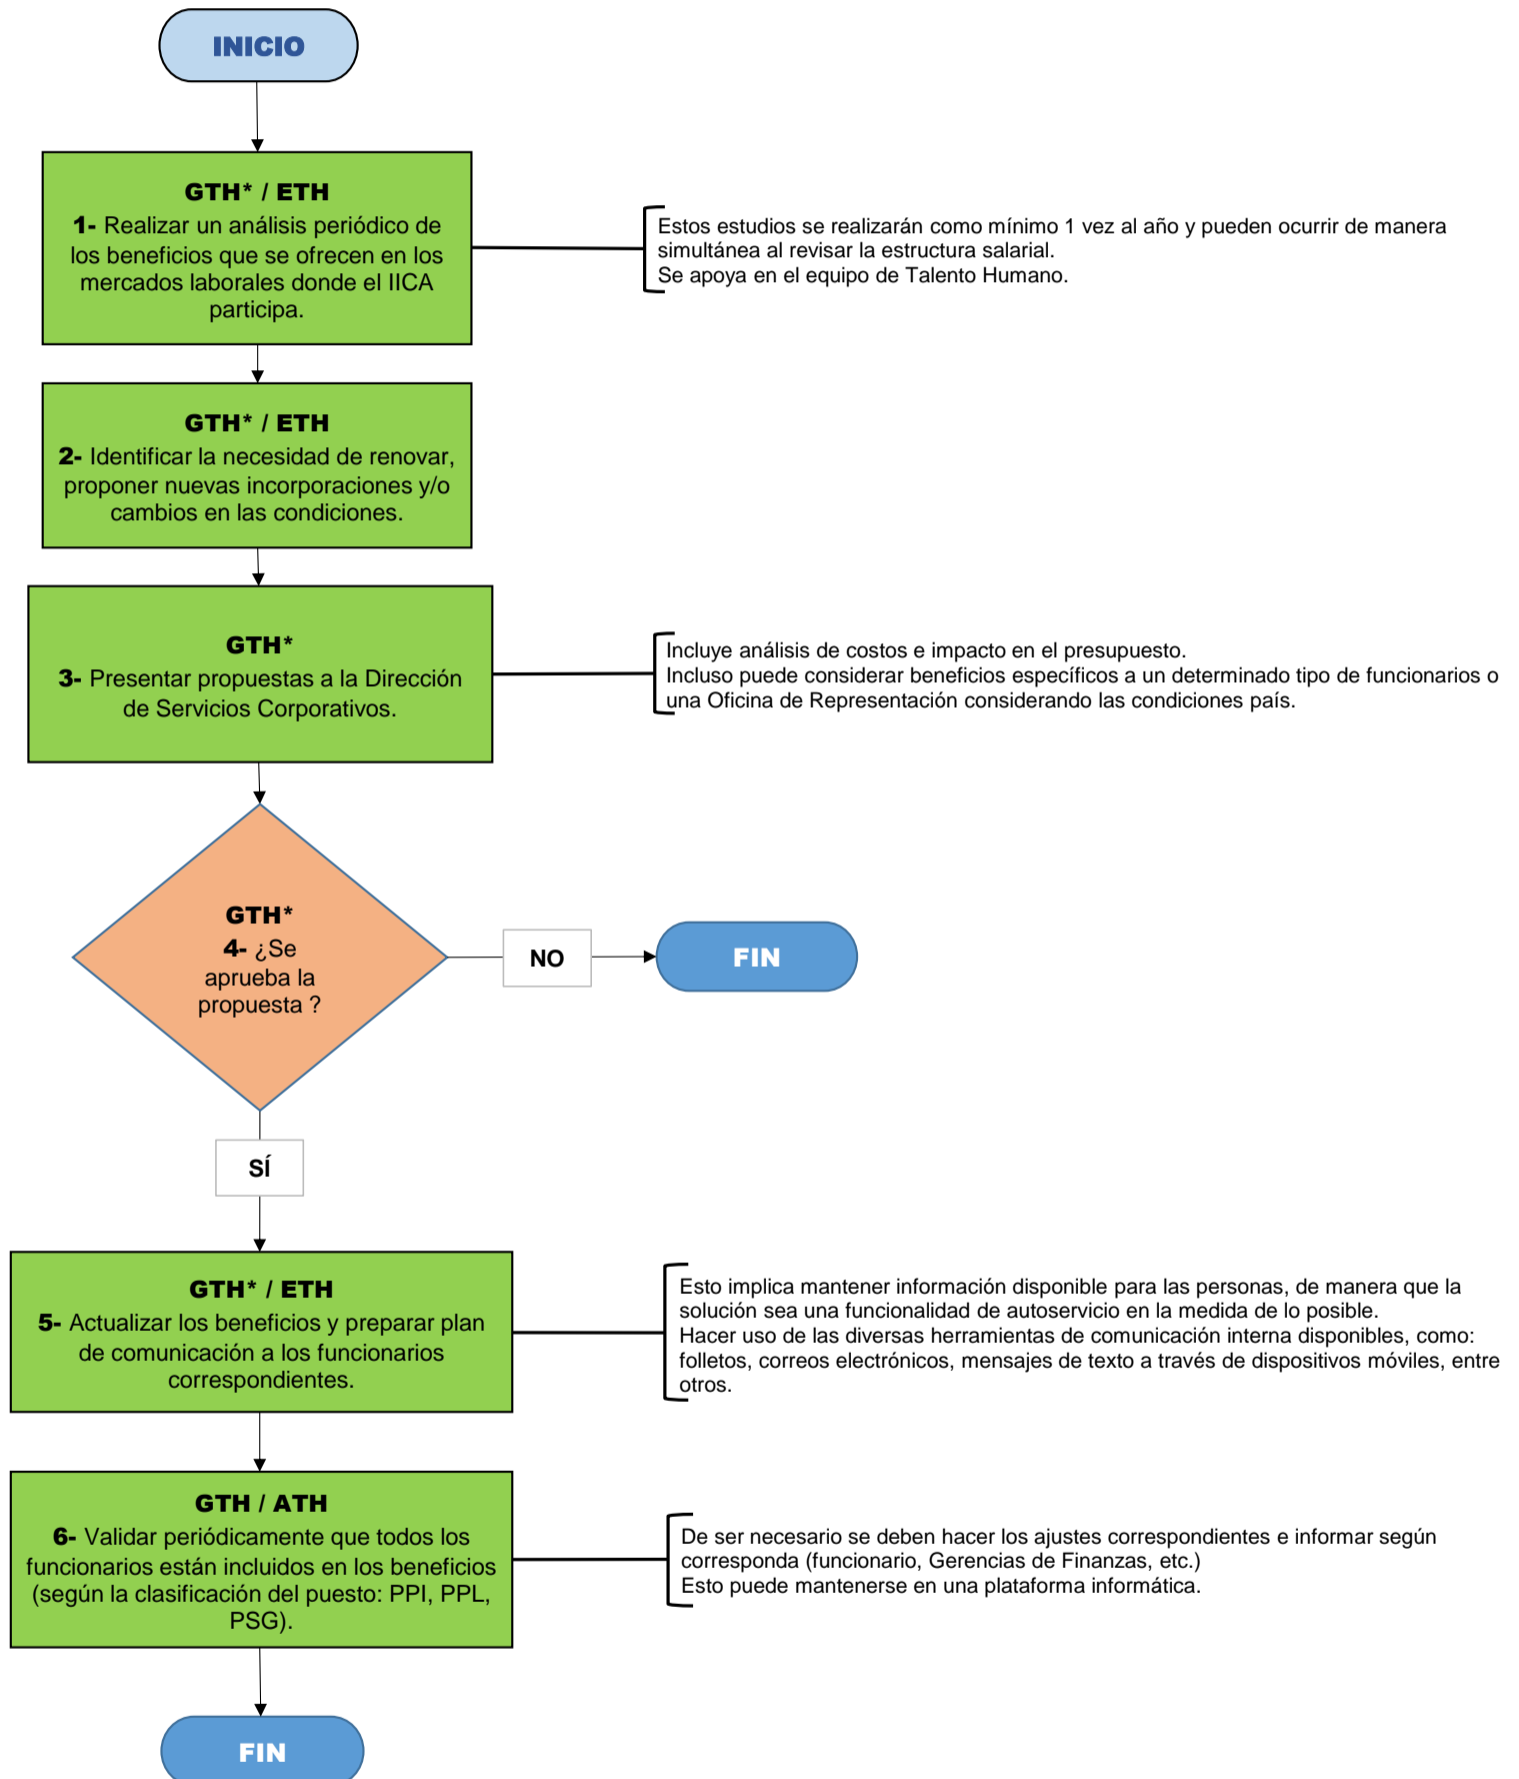 INICIO
GTH* / ETH
1- Realizar un análisis periódico de
los beneficios que se ofrecen en los
mercados laborales donde el IICA
participa.
Estos estudios se realizarán como mínimo 1 vez al año y pueden ocurrir de manera
simultánea al revisar la estructura salarial.
Se apoya en el equipo de Talento Humano.
GTH* / ETH
2- Identificar la necesidad de renovar,
proponer nuevas incorporaciones y/o
cambios en las condiciones.
GTH*
3- Presentar propuestas a la Dirección
de Servicios Corporativos.
Incluye análisis de costos e impacto en el presupuesto.
Incluso puede considerar beneficios específicos a un determinado tipo de funcionarios o
una Oficina de Representación considerando las condiciones país.
GTH*
4- ¿Se
aprueba la
propuesta ?
NO
FIN
SÍ
GTH* / ETH
5- Actualizar los beneficios y preparar plan
de comunicación a los funcionarios
correspondientes.
Esto implica mantener información disponible para las personas, de manera que la
solución sea una funcionalidad de autoservicio en la medida de lo posible.
Hacer uso de las diversas herramientas de comunicación interna disponibles, como:
folletos, correos electrónicos, mensajes de texto a través de dispositivos móviles, entre
otros.
GTH / ATH
6- Validar periódicamente que todos los
funcionarios están incluidos en los beneficios
(según la clasificación del puesto: PPI, PPL,
PSG).
De ser necesario se deben hacer los ajustes correspondientes e informar según
corresponda (funcionario, Gerencias de Finanzas, etc.)
Esto puede mantenerse en una plataforma informática.
FIN